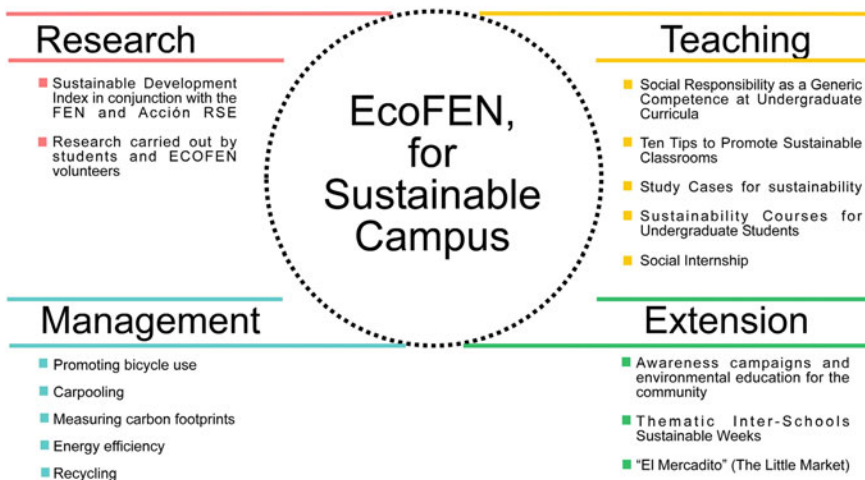 Research
Sustainable Development
Index in conjunction with the
FEN and Acción RSE
Research carried out by
students and ECOFEN
volunteers
EcoFEN,
for
Sustainable
Campus
Teaching
Social Responsibility as a Generic
Competence at Undergraduate
Curricula
Ten Tips to Promote Sustainable
Classrooms
Study Cases for sustainability
Sustainability Courses for
Undergraduate Students
Social Internship
Management
Promoting bicycle use
Carpooling
Measuring carbon footprints
Energy efficiency
Recycling
Extension
Awareness campaigns and
environmental education for the
community
Thematic Inter-Schools
Sustainable Weeks
“El Mercadito” (The Little Market)